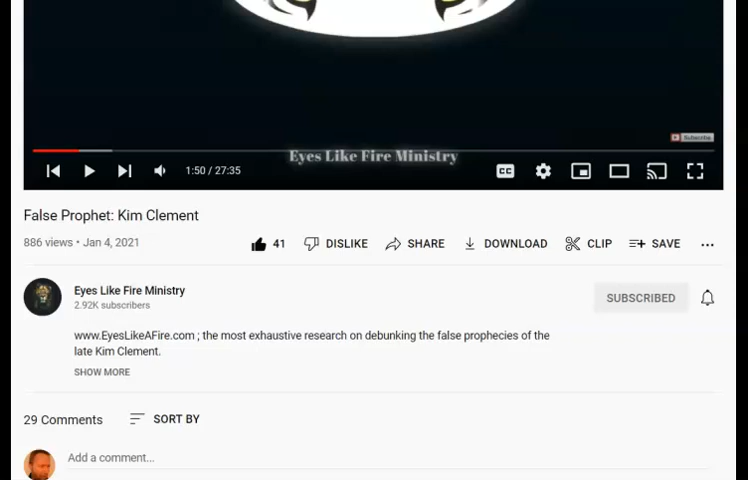 Subscribe
Eyes Like Fire Ministry
CC
1:50 / 27:35
False Prophet: Kim Clement
886 views • Jan 4, 2021
41 DISLIKE SHARE DOWNLOAD CLIP SAVE ...
Eyes Like Fire Ministry
2.92K subscribers
SUBSCRIBED
www.EyesLikeAFire.com ; the most exhaustive research on debunking the false prophecies of the
late Kim Clement.
SHOW MORE
29 Comments SORT BY
Add a comment...